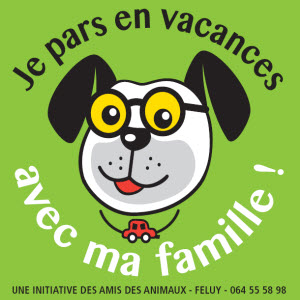 Je pars en vacances
avec ma famille !
UNE INITIATIVE DES AMIS DES ANIMAUX - FELUY - 064 55 58 98